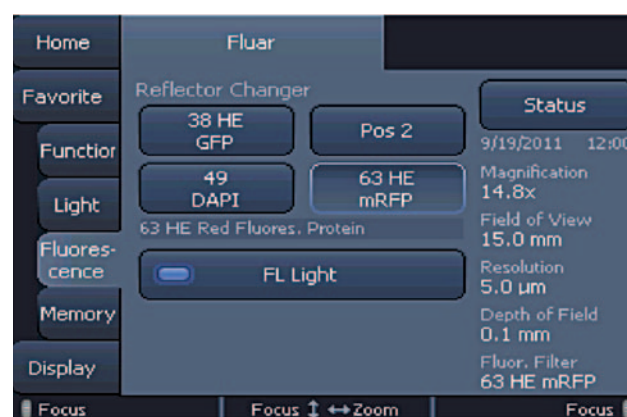 Home
Fluar
Favorite
Reflector Changer
38 HE
GFP
Pos 2
Status
9/19/2011 12:00
Function
49
DAPI
63 HE
mRFP
Magnification
14.8x
Light
63 HE Red Fluores. Protein
Field of View
15.0 mm
Fluores-
cence
FL Light
Resolution
5.0 µm
Memory
Depth of Field
0.1 mm
Display
Fluor. Filter
63 HE mRFP
Focus
Focus ↕ ↔ Zoom
Focus